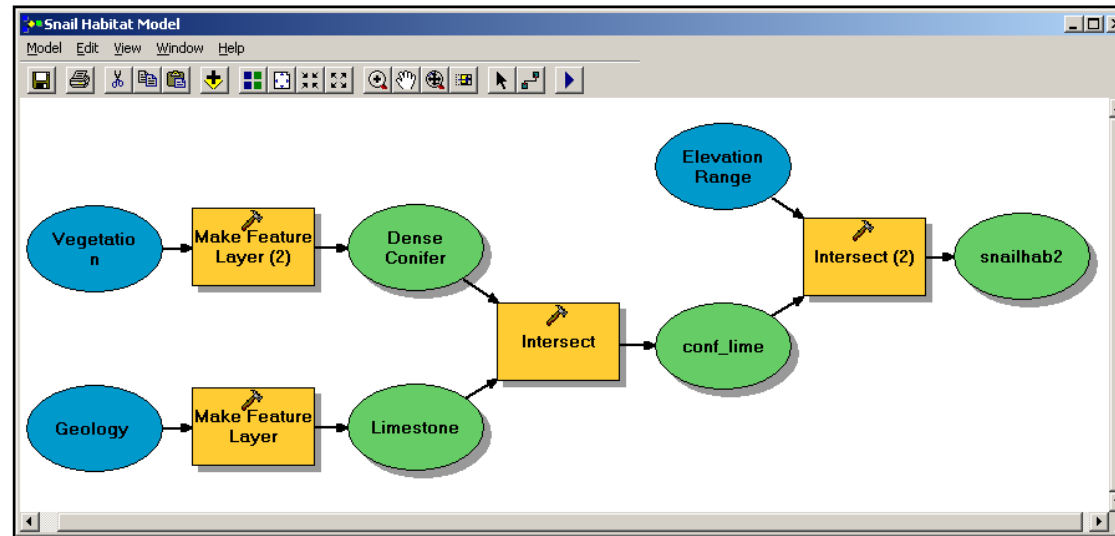 Snail Habitat Model
Model Edit View Window Help
Elevation
Range
Vegetatio
n
Make Feature
Layer (2)
Dense
Conifer
Intersect (2)
snailhab2
Intersect
conf_lime
Geology
Make Feature
Layer
Limestone